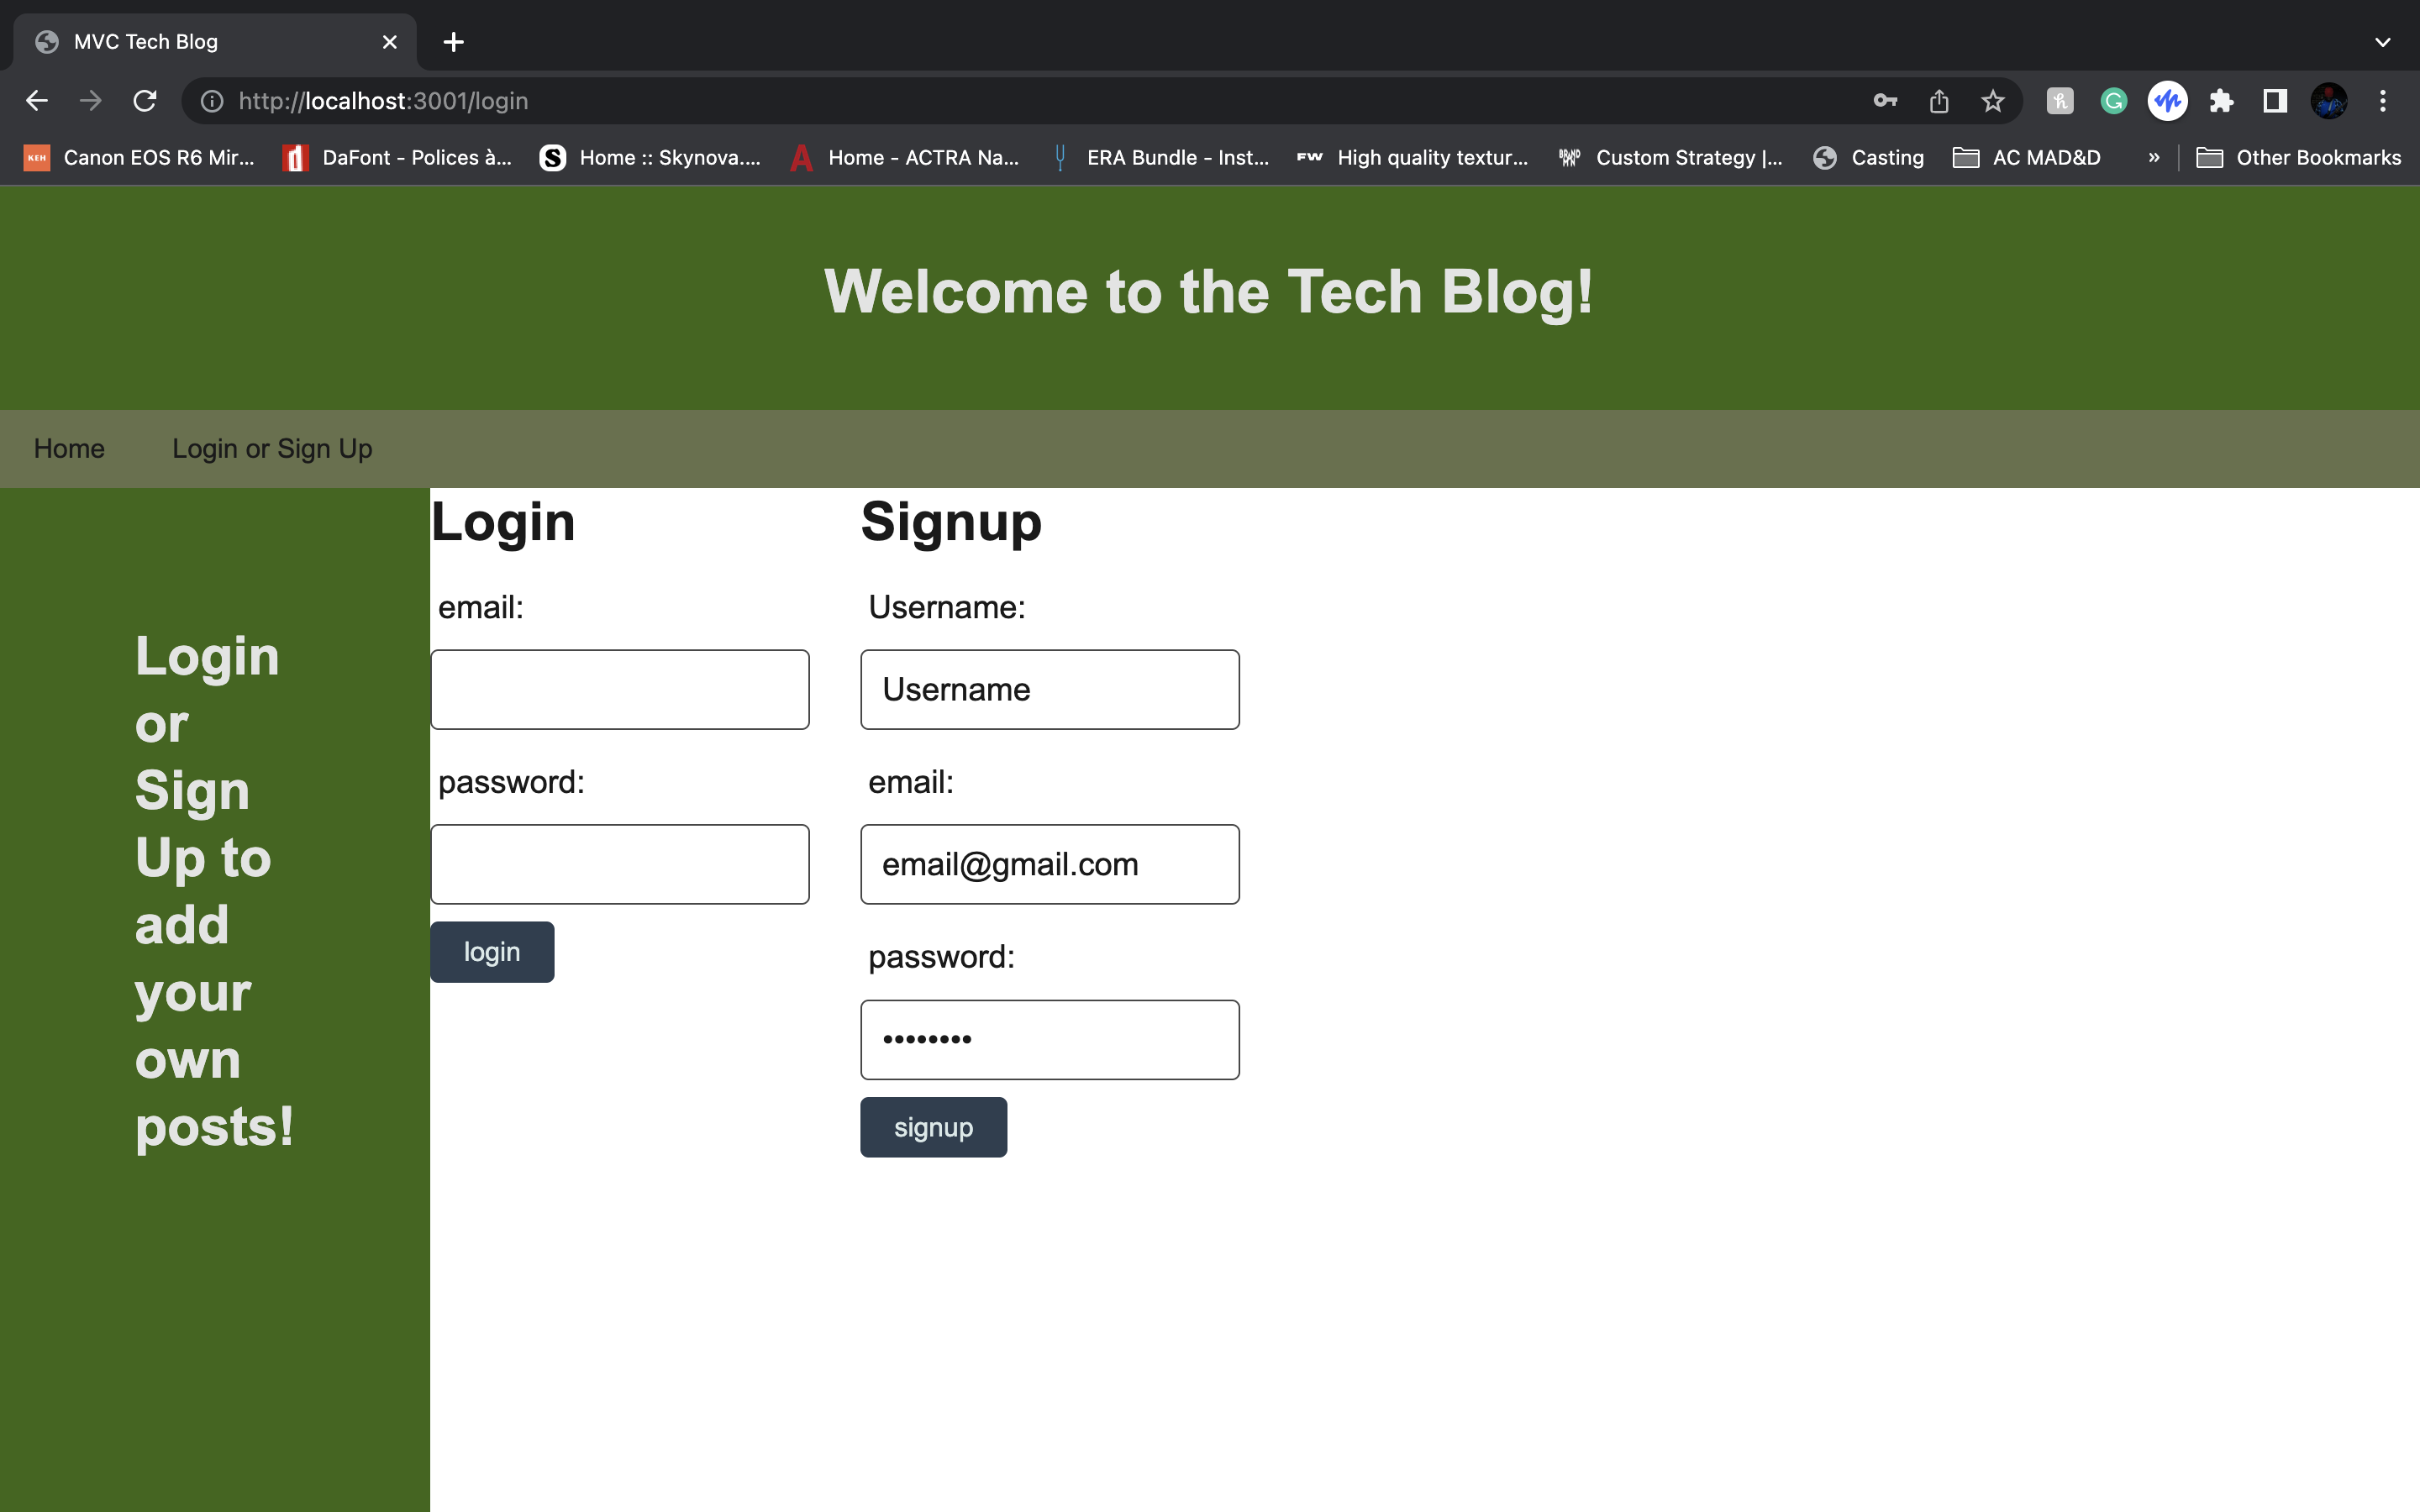 MVC Tech Blog
http://localhost:3001/login
KEH Canon EOS R6 Mir... DaFont - Polices à... S Home :: Skynova.... A Home - ACTRA Na... ERA Bundle - Inst... FW High quality textur... Custom Strategy |... Casting AC MAD&D » Other Bookmarks
Welcome to the Tech Blog!
Home Login or Sign Up
Login
or
Sign
Up to
add
your
own
posts!
Login
email:
password:
login
Signup
Username:
Username
email:
email@gmail.com
password:
••••••••
signup